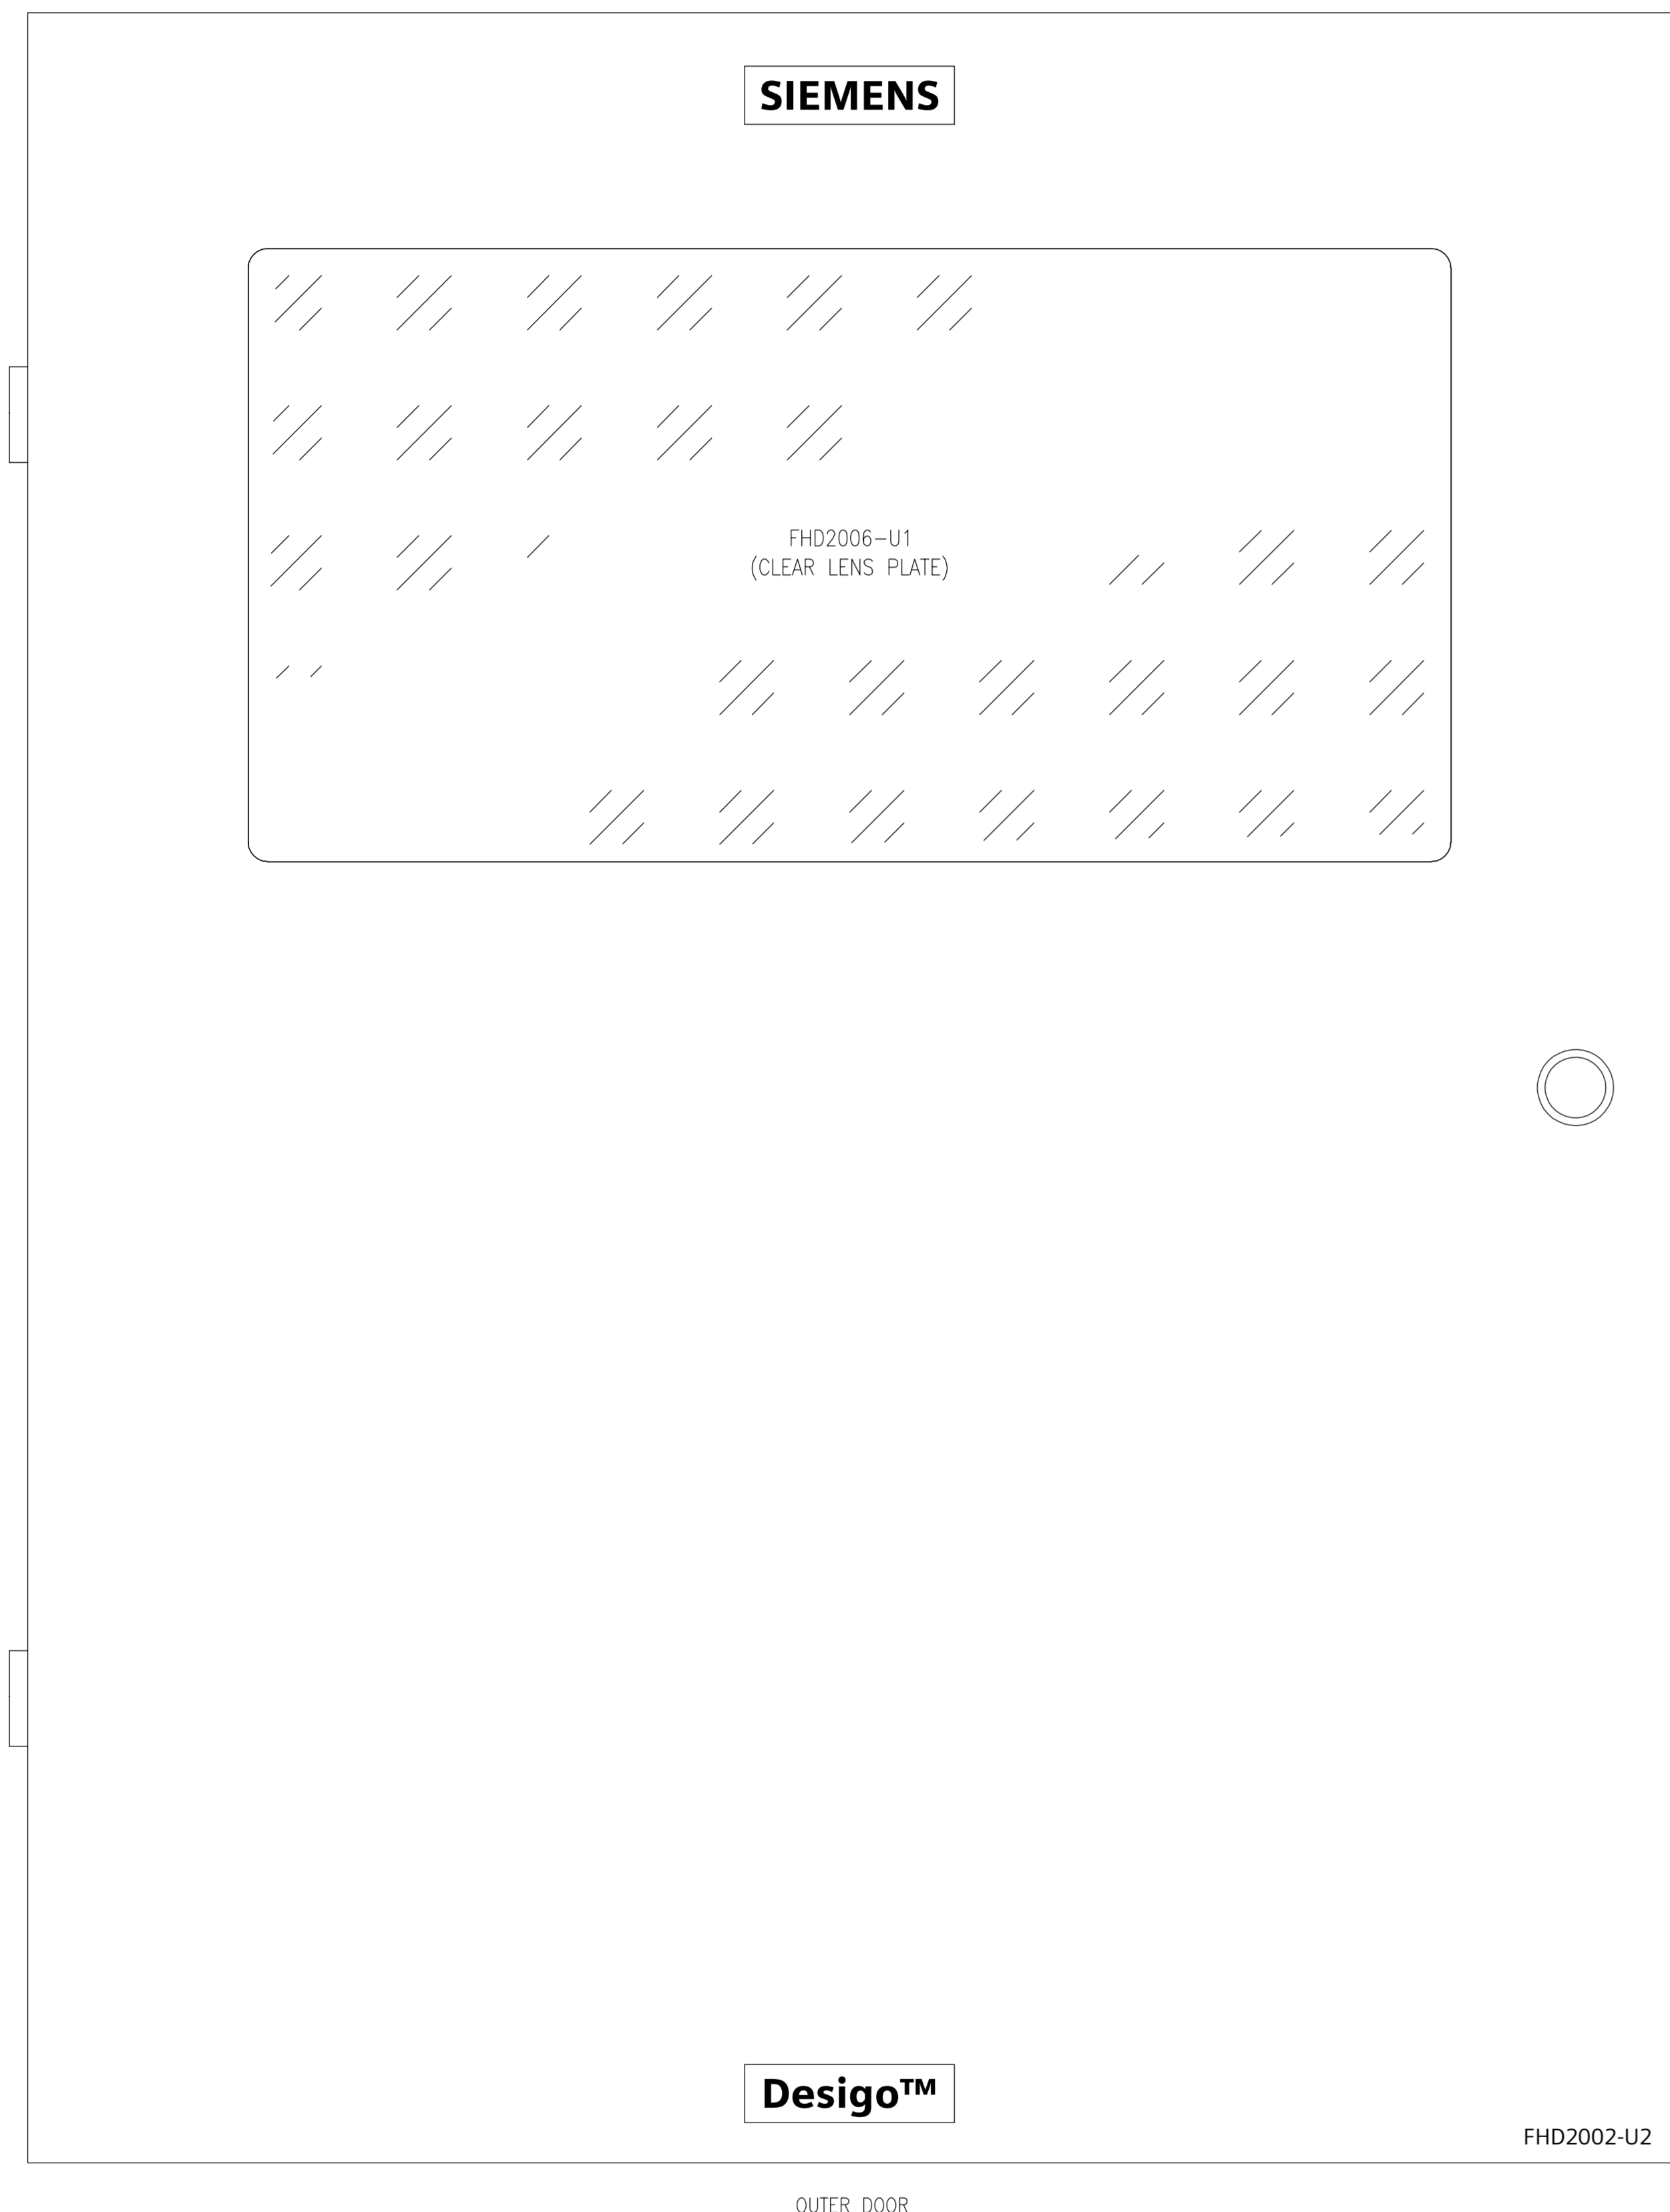 SIEMENS
FHD2006-U1
(CLEAR LENS PLATE)
Desigo™
FHD2002-U2
OUTER DOOR